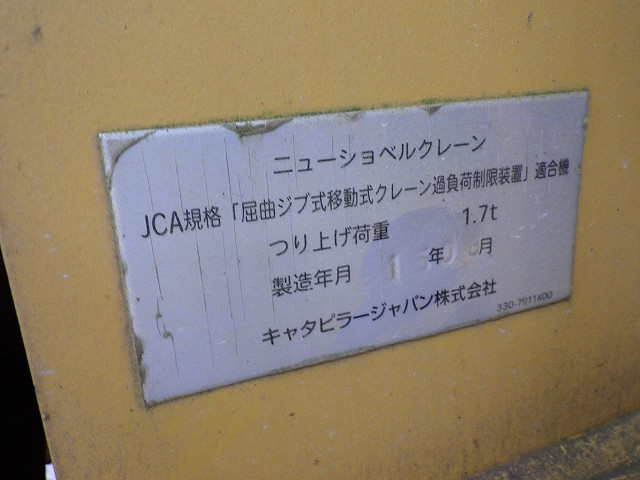 ニューショベルクレーン
JCA規格「屈曲ジブ式移動式クレーン過負荷制限装置」適合機
つり上げ荷重 1.7t
製造年月 年 月
キャタピラージャパン株式会社
330-7911X00